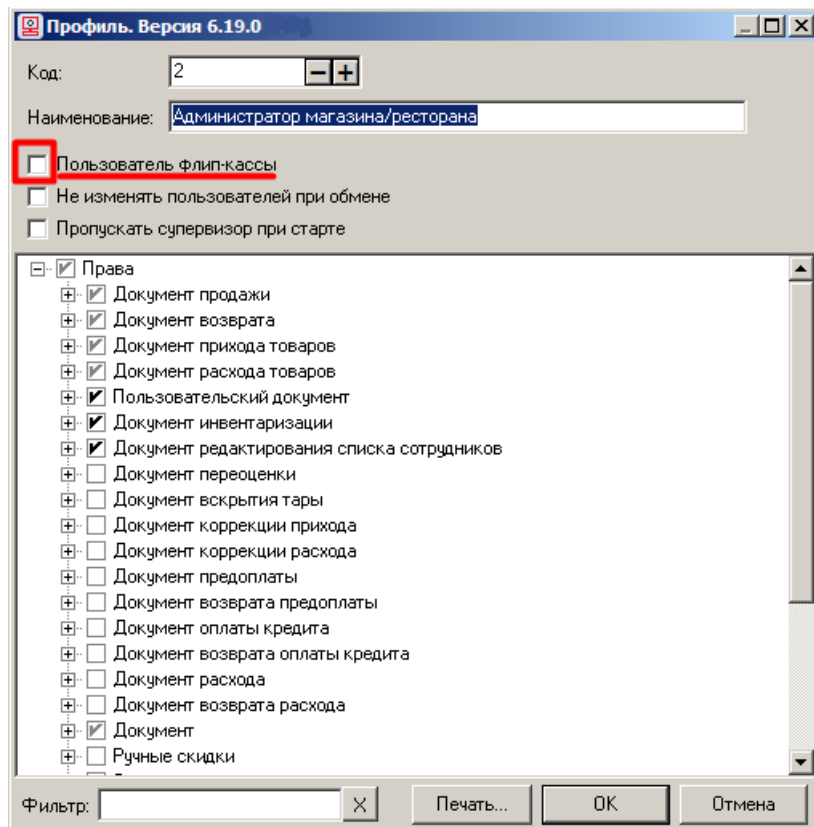 Профиль. Версия 6.19.0
Код: 2
Наименование: Администратор магазина/ресторана
Пользователь флип-кассы
Не изменять пользователей при обмене
Пропускать супервизор при старте
Права
Документ продажи
Документ возврата
Документ прихода товаров
Документ расхода товаров
Пользовательский документ
Документ инвентаризации
Документ редактирования списка сотрудников
Документ переоценки
Документ вскрытия тары
Документ коррекции прихода
Документ коррекции расхода
Документ предоплаты
Документ возврата предоплаты
Документ оплаты кредита
Документ возврата оплаты кредита
Документ расхода
Документ возврата расхода
Документ
Ручные скидки
Фильтр: X Печать... OK Отмена